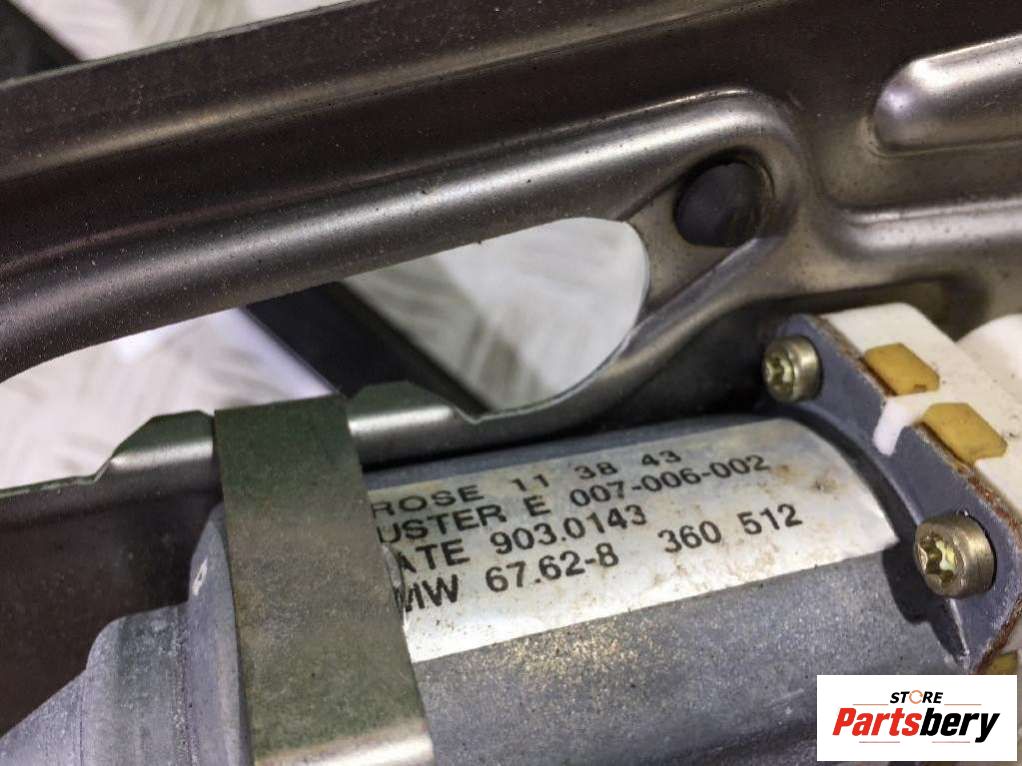 ROSE 11 38 43
USTER E 007-006-002
ATE 903.0143
MW 67.62-8 360 512
STORE
Partsbery